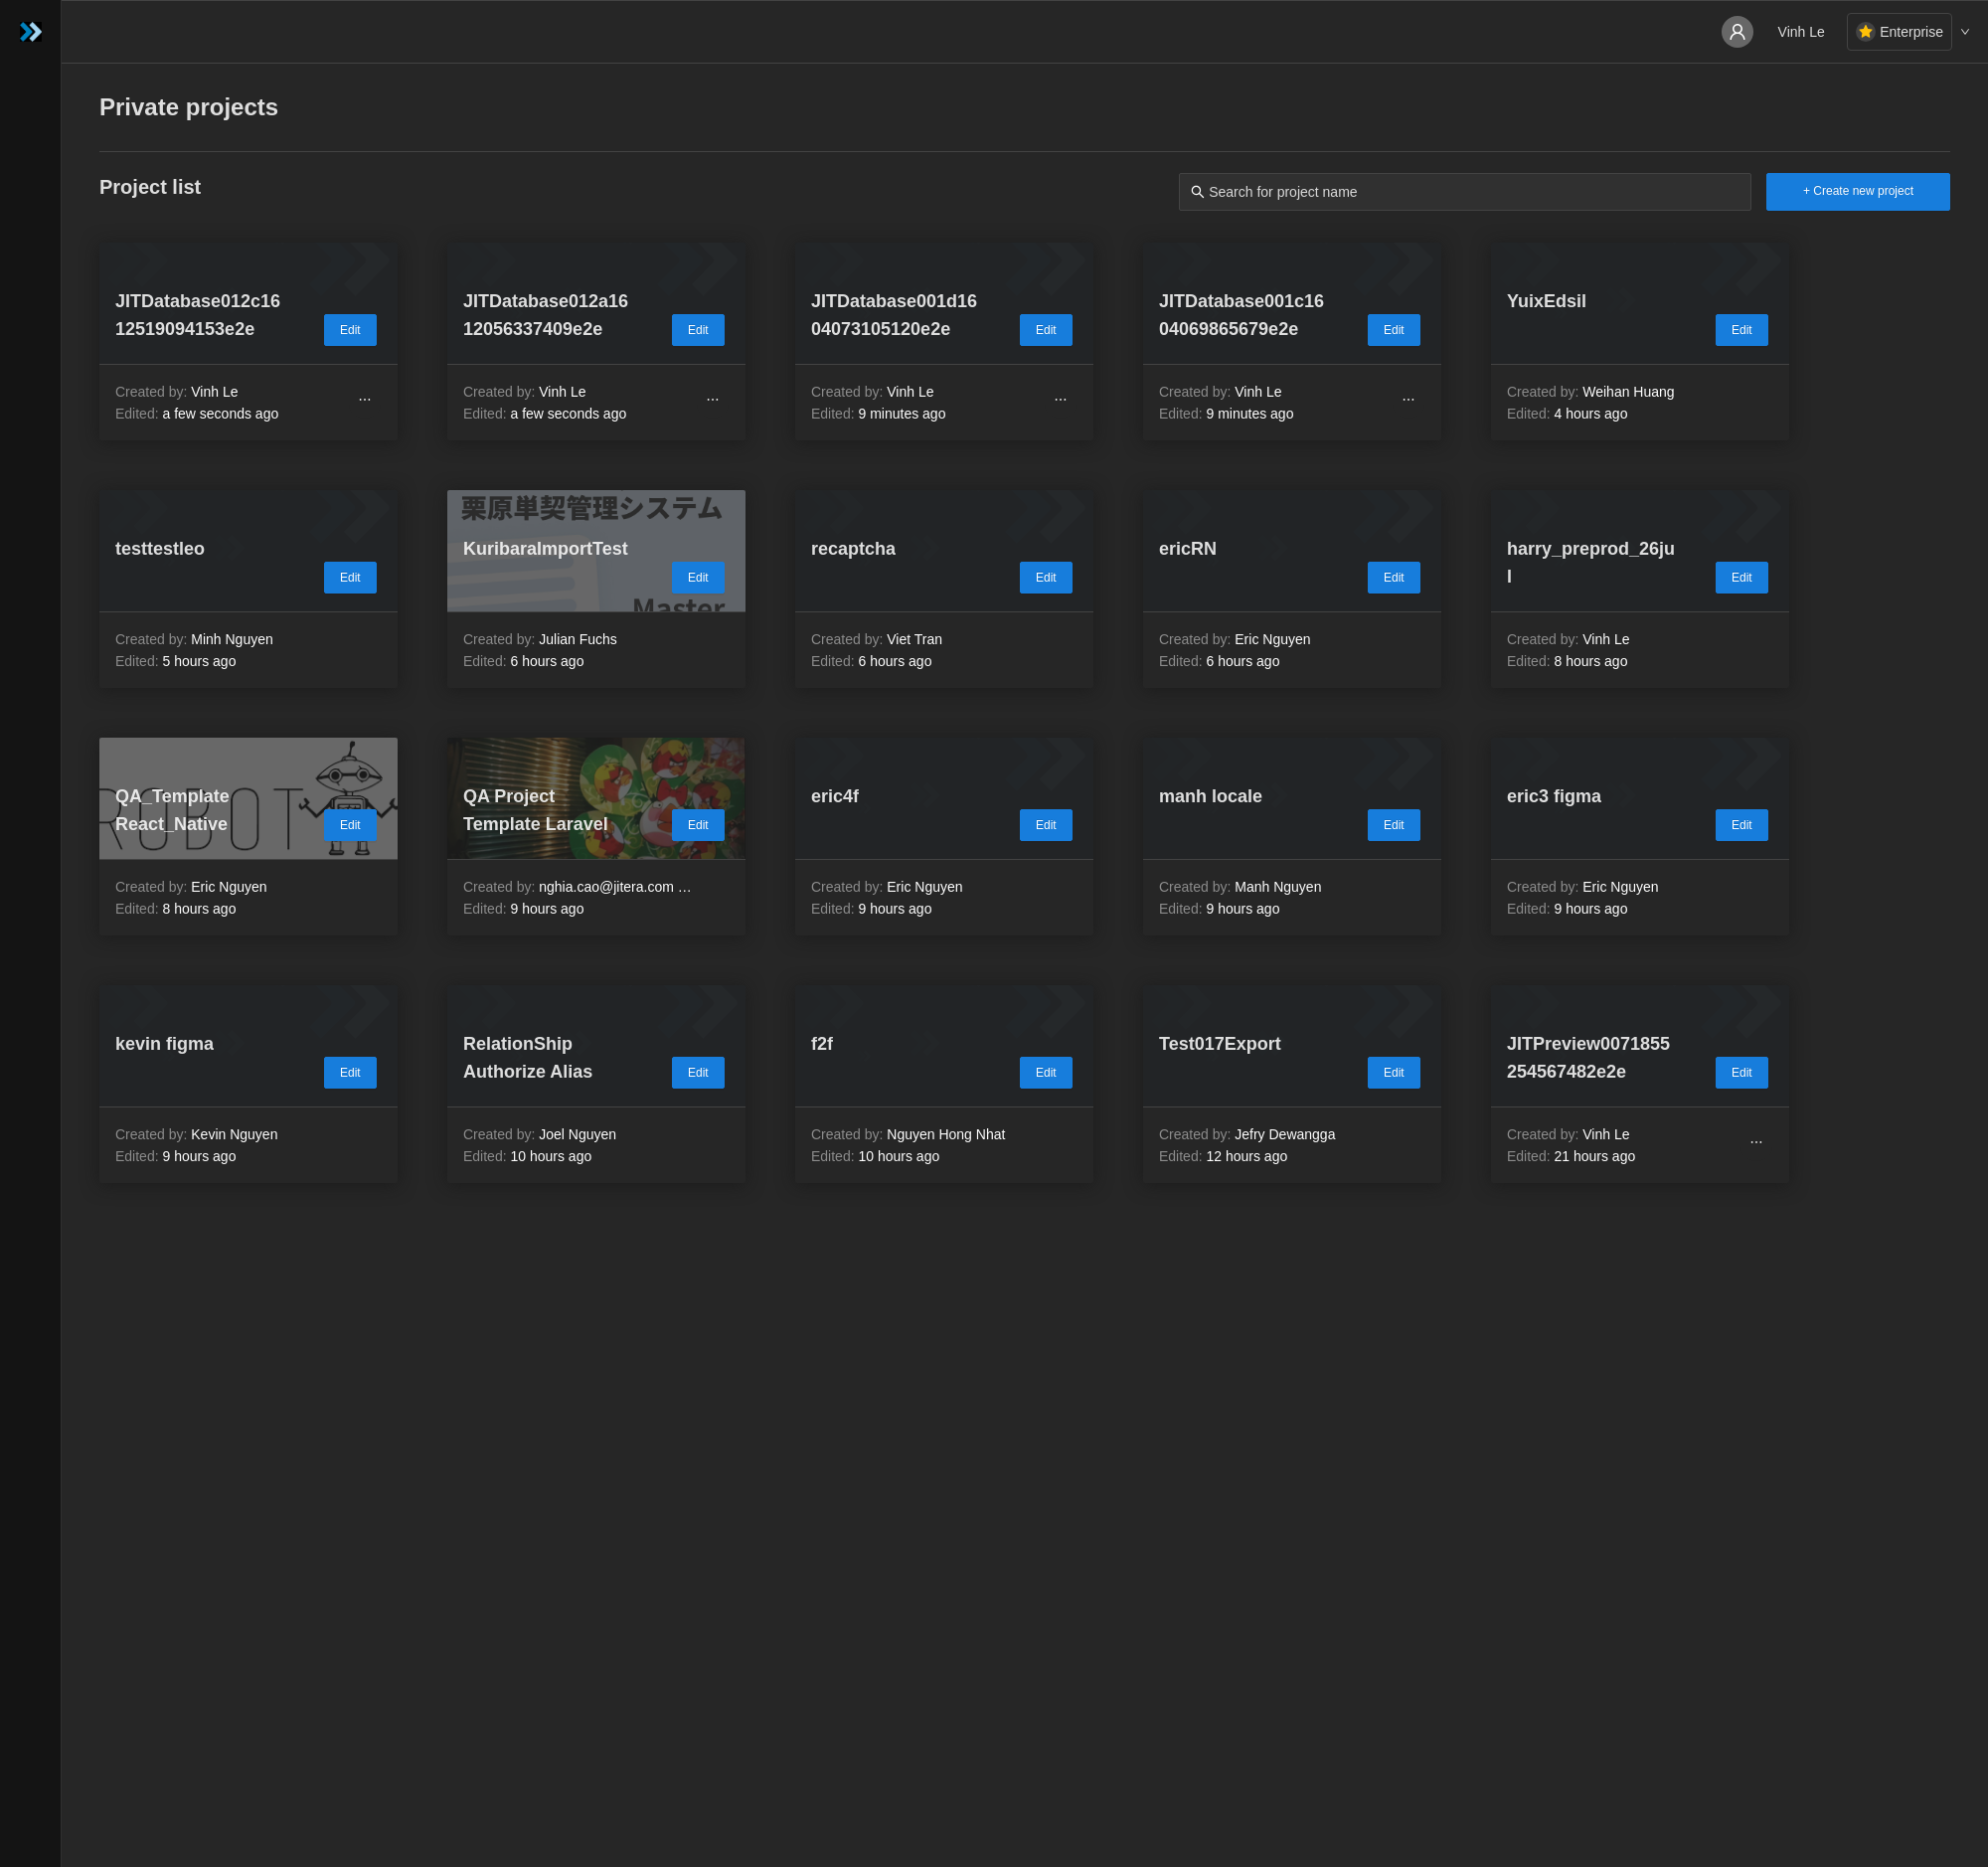 Vinh Le
Enterprise
Private projects
Project list
Search for project name
+ Create new project
JITDatabase012c16
12519094153e2e
Edit
Created by: Vinh Le
...
Edited: a few seconds ago
JITDatabase012a16
12056337409e2e
Edit
Created by: Vinh Le
...
Edited: a few seconds ago
JITDatabase001d16
04073105120e2e
Edit
Created by: Vinh Le
...
Edited: 9 minutes ago
JITDatabase001c16
04069865679e2e
Edit
Created by: Vinh Le
...
Edited: 9 minutes ago
YuixEdsil
Edit
Created by: Weihan Huang
Edited: 4 hours ago
testtestleo
Edit
Created by: Minh Nguyen
Edited: 5 hours ago
栗原単契管理システム
KuribaraImportTest
Edit
Master
Created by: Julian Fuchs
Edited: 6 hours ago
recaptcha
Edit
Created by: Viet Tran
Edited: 6 hours ago
ericRN
Edit
Created by: Eric Nguyen
Edited: 6 hours ago
harry_preprod_26ju
l
Edit
Created by: Vinh Le
Edited: 8 hours ago
QA_Template
React_Native
ROBOT
Edit
Created by: Eric Nguyen
Edited: 8 hours ago
QA Project
Template Laravel
Edit
Created by: nghia.cao@jitera.com …
Edited: 9 hours ago
eric4f
Edit
Created by: Eric Nguyen
Edited: 9 hours ago
manh locale
Edit
Created by: Manh Nguyen
Edited: 9 hours ago
eric3 figma
Edit
Created by: Eric Nguyen
Edited: 9 hours ago
kevin figma
Edit
Created by: Kevin Nguyen
Edited: 9 hours ago
RelationShip
Authorize Alias
Edit
Created by: Joel Nguyen
Edited: 10 hours ago
f2f
Edit
Created by: Nguyen Hong Nhat
Edited: 10 hours ago
Test017Export
Edit
Created by: Jefry Dewangga
Edited: 12 hours ago
JITPreview0071855
254567482e2e
Edit
Created by: Vinh Le
...
Edited: 21 hours ago